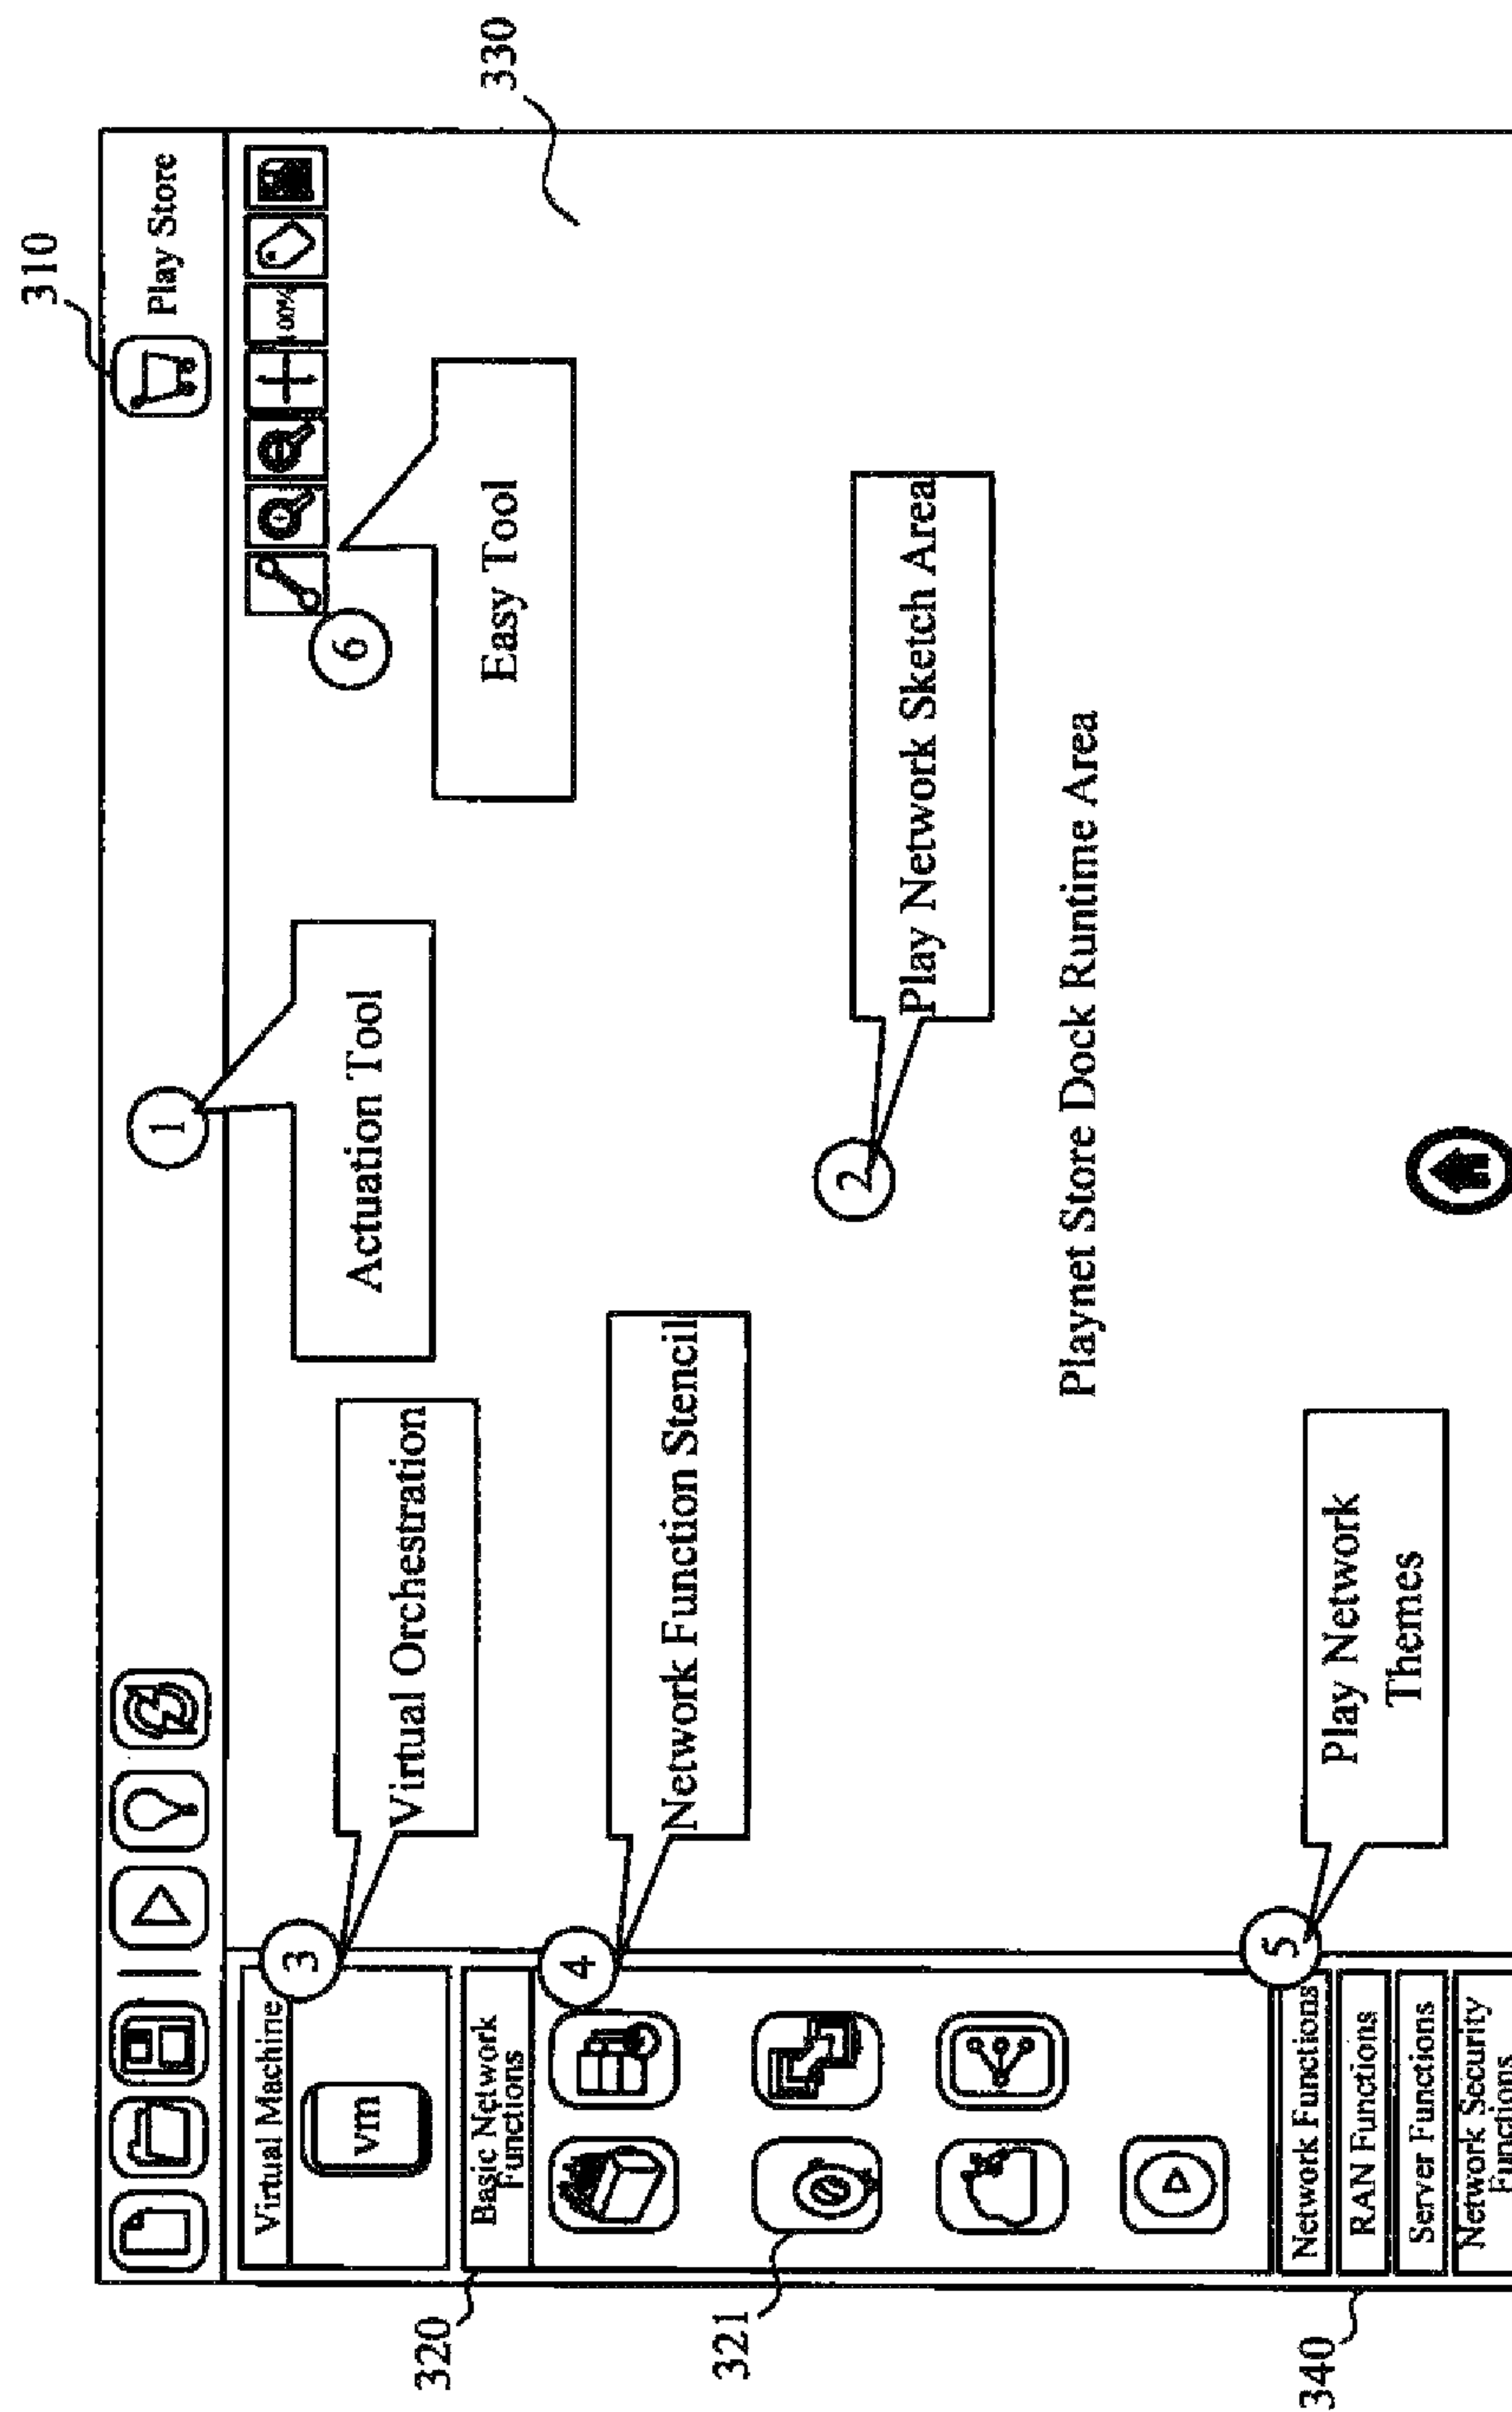 310
Play Store
1
Actuation Tool
6
Easy Tool
330
Virtual Machine
vm
3
Virtual Orchestration
320
Basic Network
Functions
4
Network Function Stencil
321
2
Play Network Sketch Area
Playnet Store Dock Runtime Area
5
Play Network
Themes
340
Network Functions
RAN Functions
Server Functions
Network Security
Functions